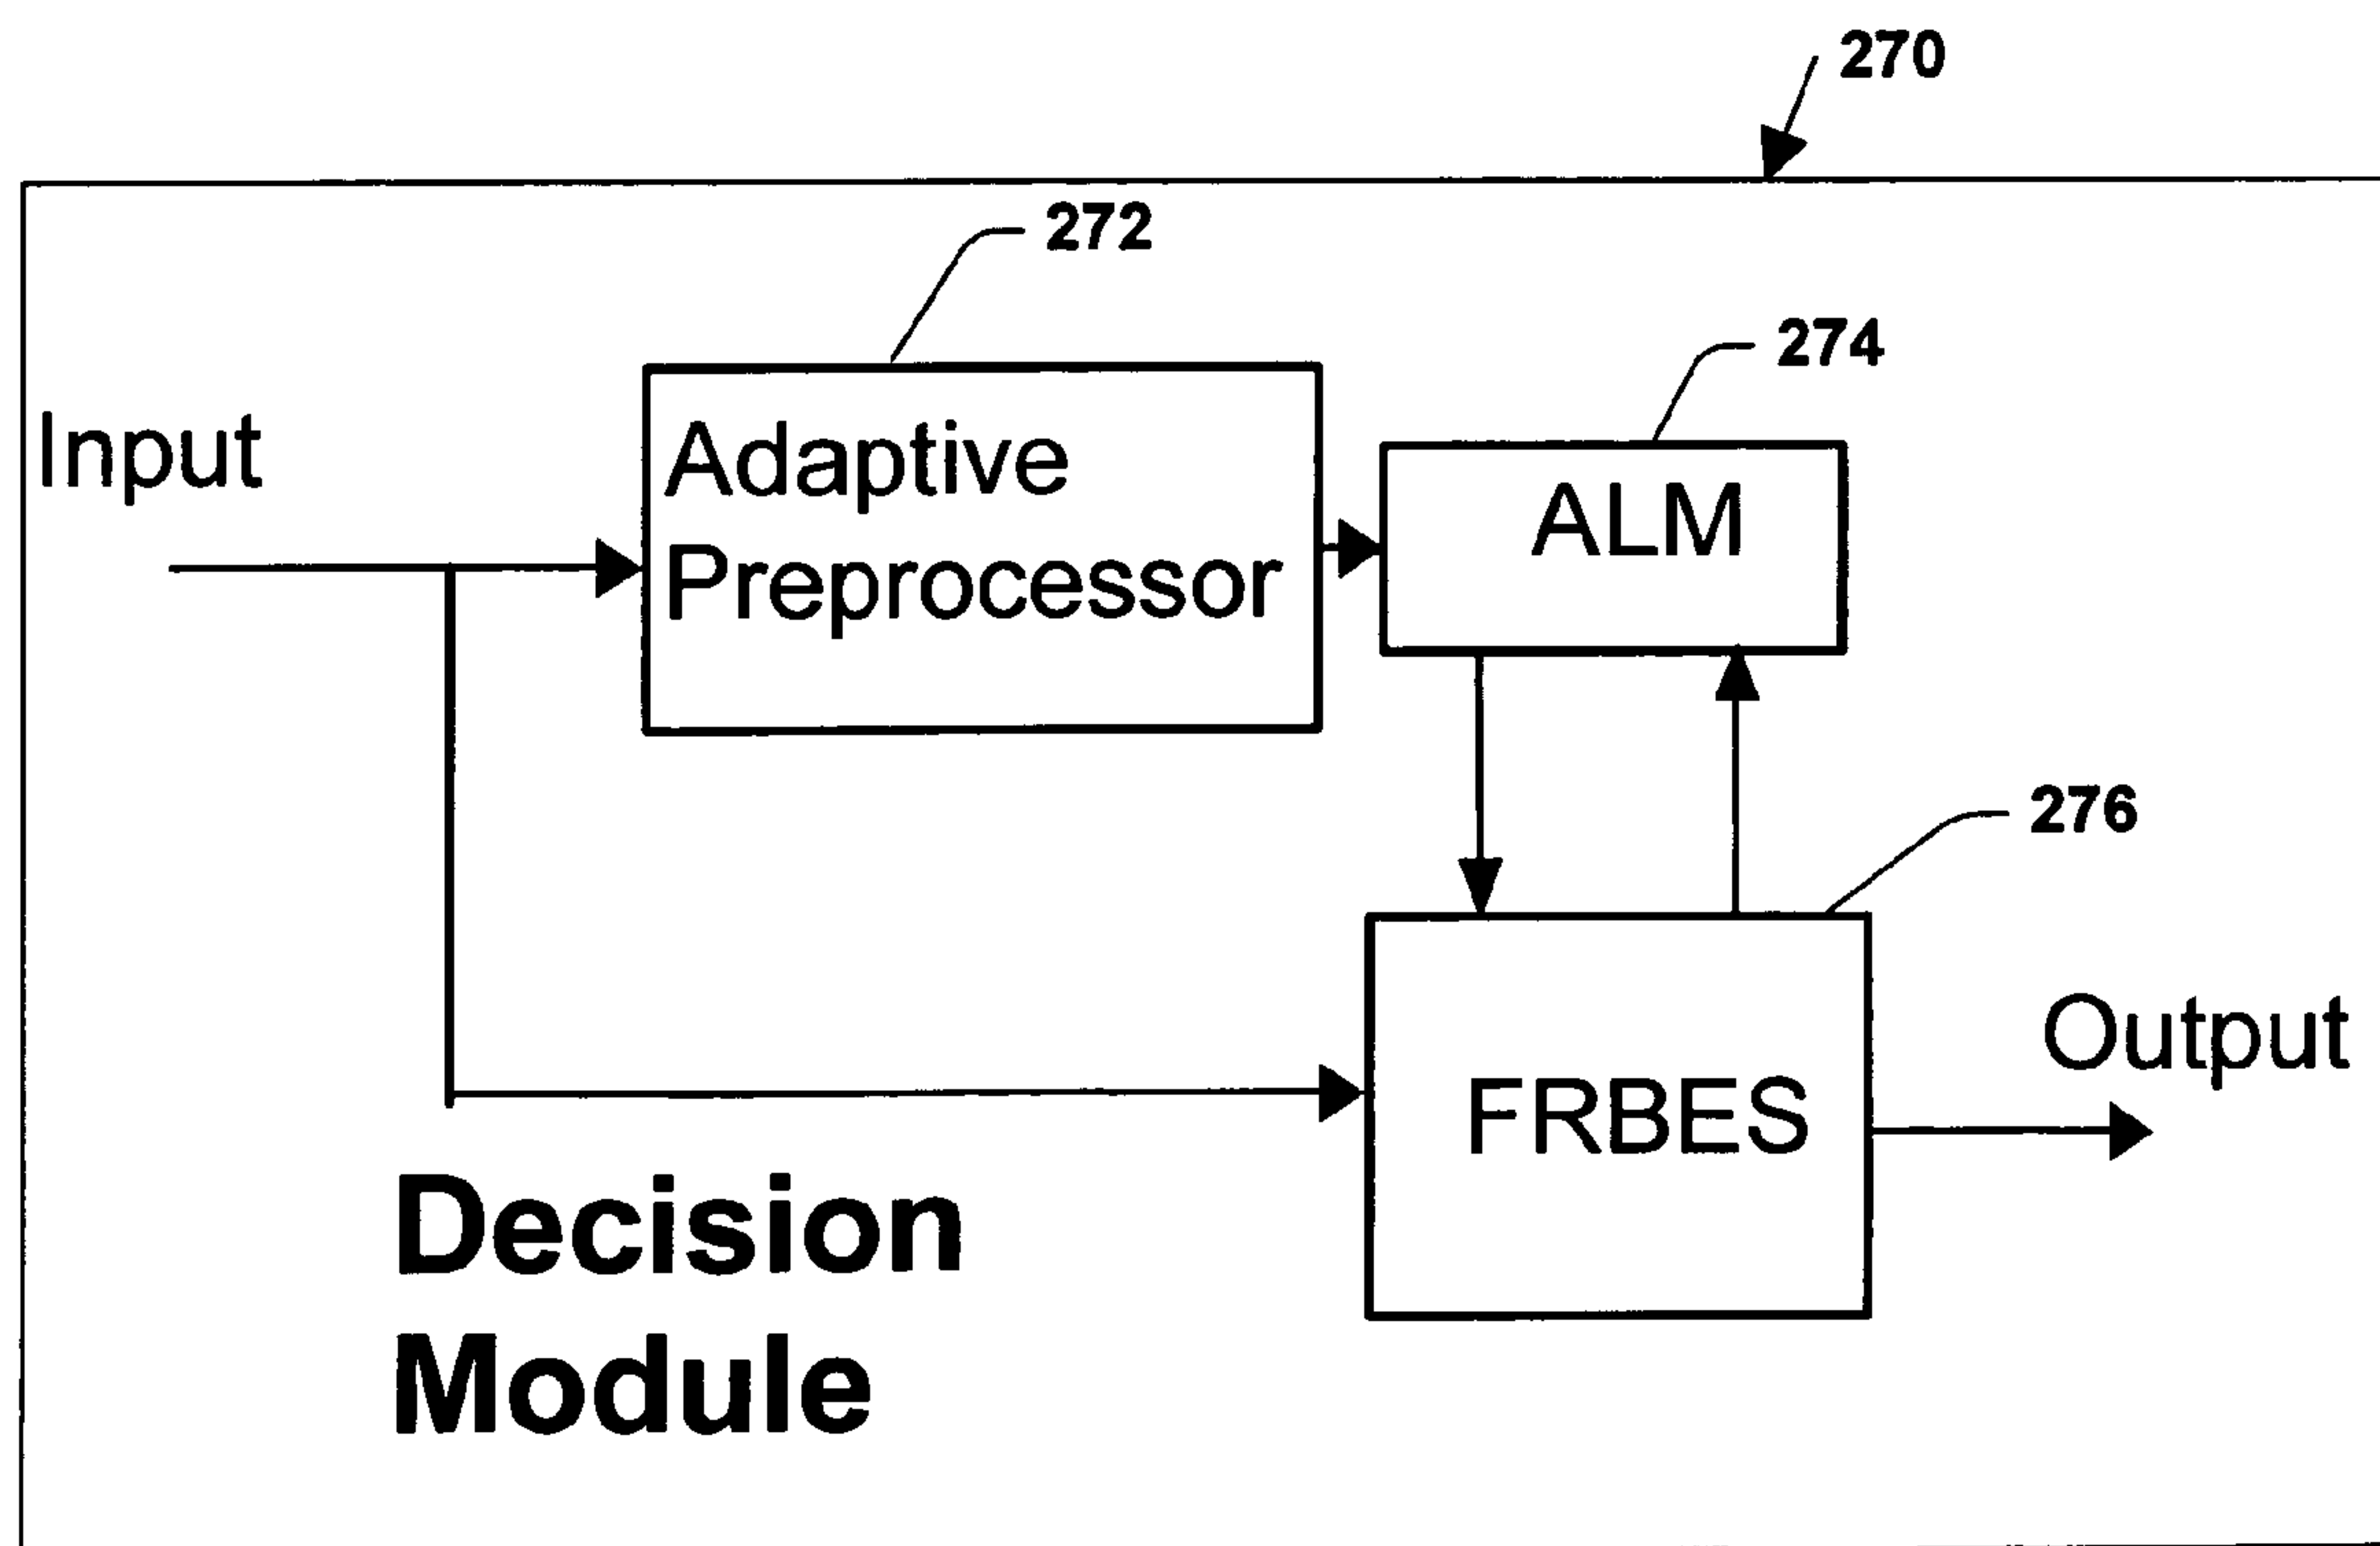 270
272
274
Input
Adaptive
Preprocessor
ALM
276
Output
FRBES
Decision
Module